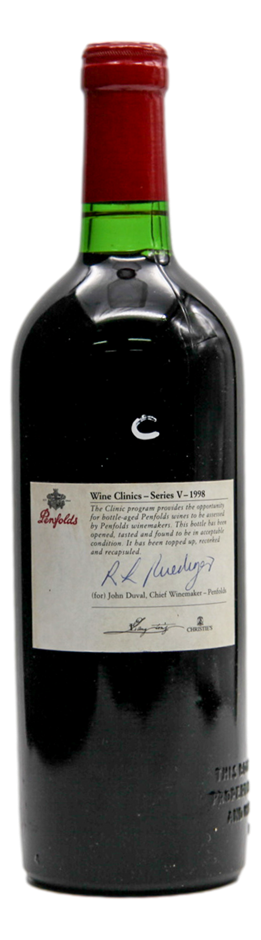 Penfolds
Wine Clinics – Series V – 1998
The Clinic program provides the opportunity
for bottle-aged Penfolds wines to be assessed
by Penfolds winemakers. This bottle has been
opened, tasted and found to be in acceptable
condition. It has been topped up, recorked
and recapsuled.
(for) John Duval, Chief Winemaker – Penfolds
CHRISTIE'S
THIS
AND